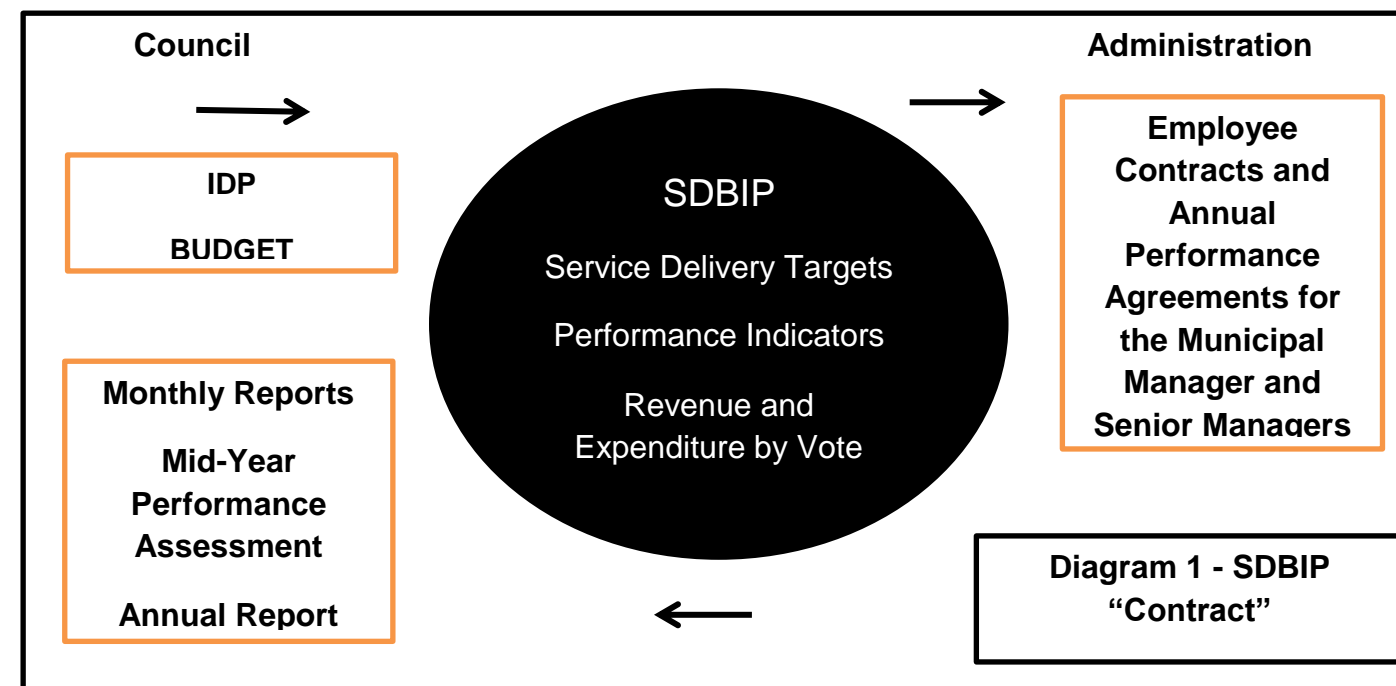 Council
Administration
IDP
BUDGET
Monthly Reports
Mid-Year
Performance
Assessment
Annual Report
SDBIP
Service Delivery Targets
Performance Indicators
Revenue and
Expenditure by Vote
Employee
Contracts and
Annual
Performance
Agreements for
the Municipal
Manager and
Senior Managers
Diagram 1 - SDBIP
“Contract”